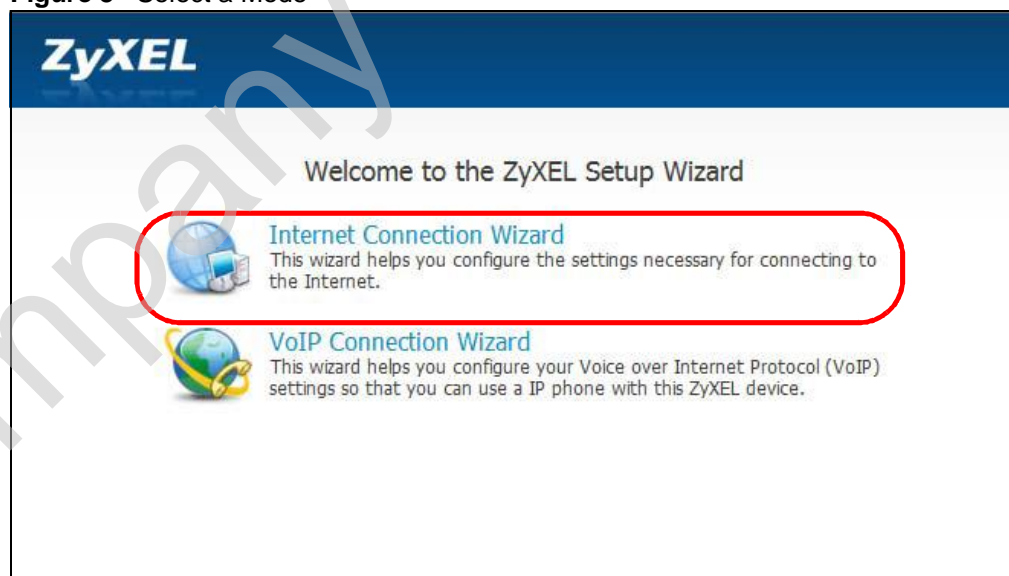 Select a Mode
ZyXEL
Welcome to the ZyXEL Setup Wizard
Internet Connection Wizard
This wizard helps you configure the settings necessary for connecting to
the Internet.
VoIP Connection Wizard
This wizard helps you configure your Voice over Internet Protocol (VoIP)
settings so that you can use a IP phone with this ZyXEL device.
mpany